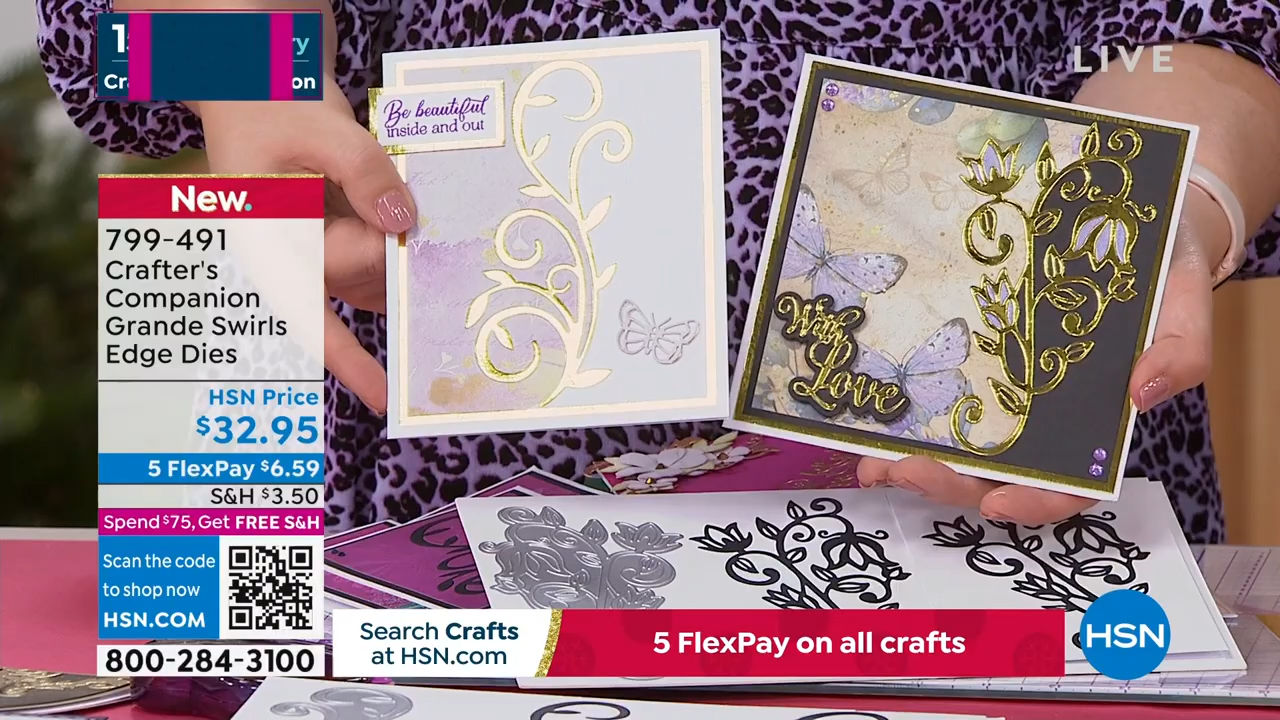 LIVE
Be beautiful
inside and out
With
Love
New.
799-491
Crafter's
Companion
Grande Swirls
Edge Dies
HSN Price
$32.95
5 FlexPay $6.59
S&H $3.50
Spend $75, Get FREE S&H
Scan the code
to shop now
HSN.COM
800-284-3100
Search Crafts
at HSN.com
5 FlexPay on all crafts
HSN